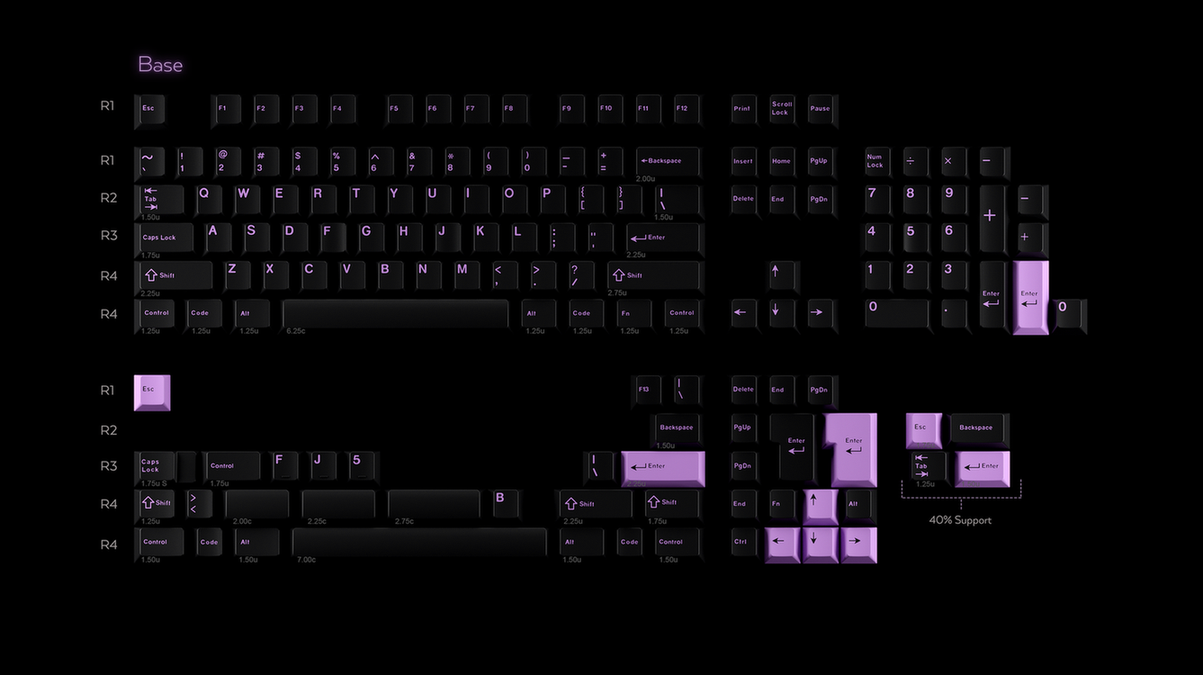 Base
R1 Esc F1 F2 F3 F4 F5 F6 F7 F8 F9 F10 F11 F12 Print Scroll Lock Pause
R1 ~ ` ! 1 @ 2 # 3 $ 4 % 5 ^ 6 & 7 * 8 ( 9 ) 0 _ - + = ← Backspace Insert Home PgUp Num Lock ÷ × −
2.00u
R2 Tab Q W E R T Y U I O P { [ } ] | \ Delete End PgDn 7 8 9 + −
1.50u 1.50u
R3 Caps Lock A S D F G H J K L : ; " ' Enter 4 5 6 +
1.75u 2.25u
R4 Shift Z X C V B N M < , > . ? / Shift ↑ 1 2 3 Enter Enter
2.25u 2.75u
R4 Control Code Alt Alt Code Fn Control ← ↓ → 0 . 0
1.25u 1.25u 1.25u 6.25c 1.25u 1.25u 1.25u 1.25u
R1 Esc F13 | \ Delete End PgDn
R2 Backspace PgUp Enter Enter Esc Backspace
1.50u
R3 Caps Lock Control F J 5 | \ Enter PgDn Tab Enter
1.75u S 1.75u 1.25u
R4 Shift > < B Shift Shift End Fn ↑ Alt
1.25u 2.00c 2.25c 2.75c 2.25u 1.75u
40% Support
R4 Control Code Alt Alt Code Control Ctrl ← ↓ →
1.50u 1.50u 7.00c 1.50u 1.50u